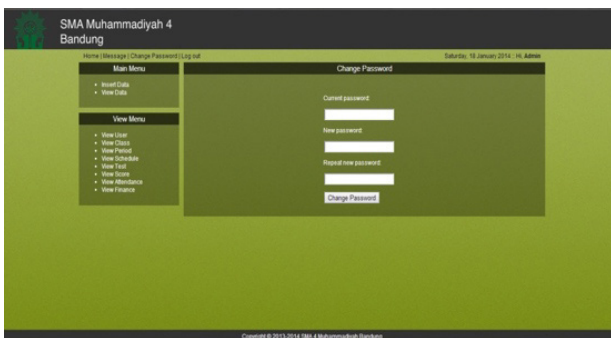 SMA Muhammadiyah 4
Bandung
Home | Message | Change Password | Log out
Saturday, 18 January 2014 :: Hi, Admin
Main Menu
Insert Data
View Data
View Menu
View User
View Class
View Period
View Schedule
View Test
View Score
View Attendance
View Finance
Change Password
Current password:
New password:
Repeat new password:
Change Password
Copyright © 2013-2014 SMA 4 Muhammadiyah Bandung